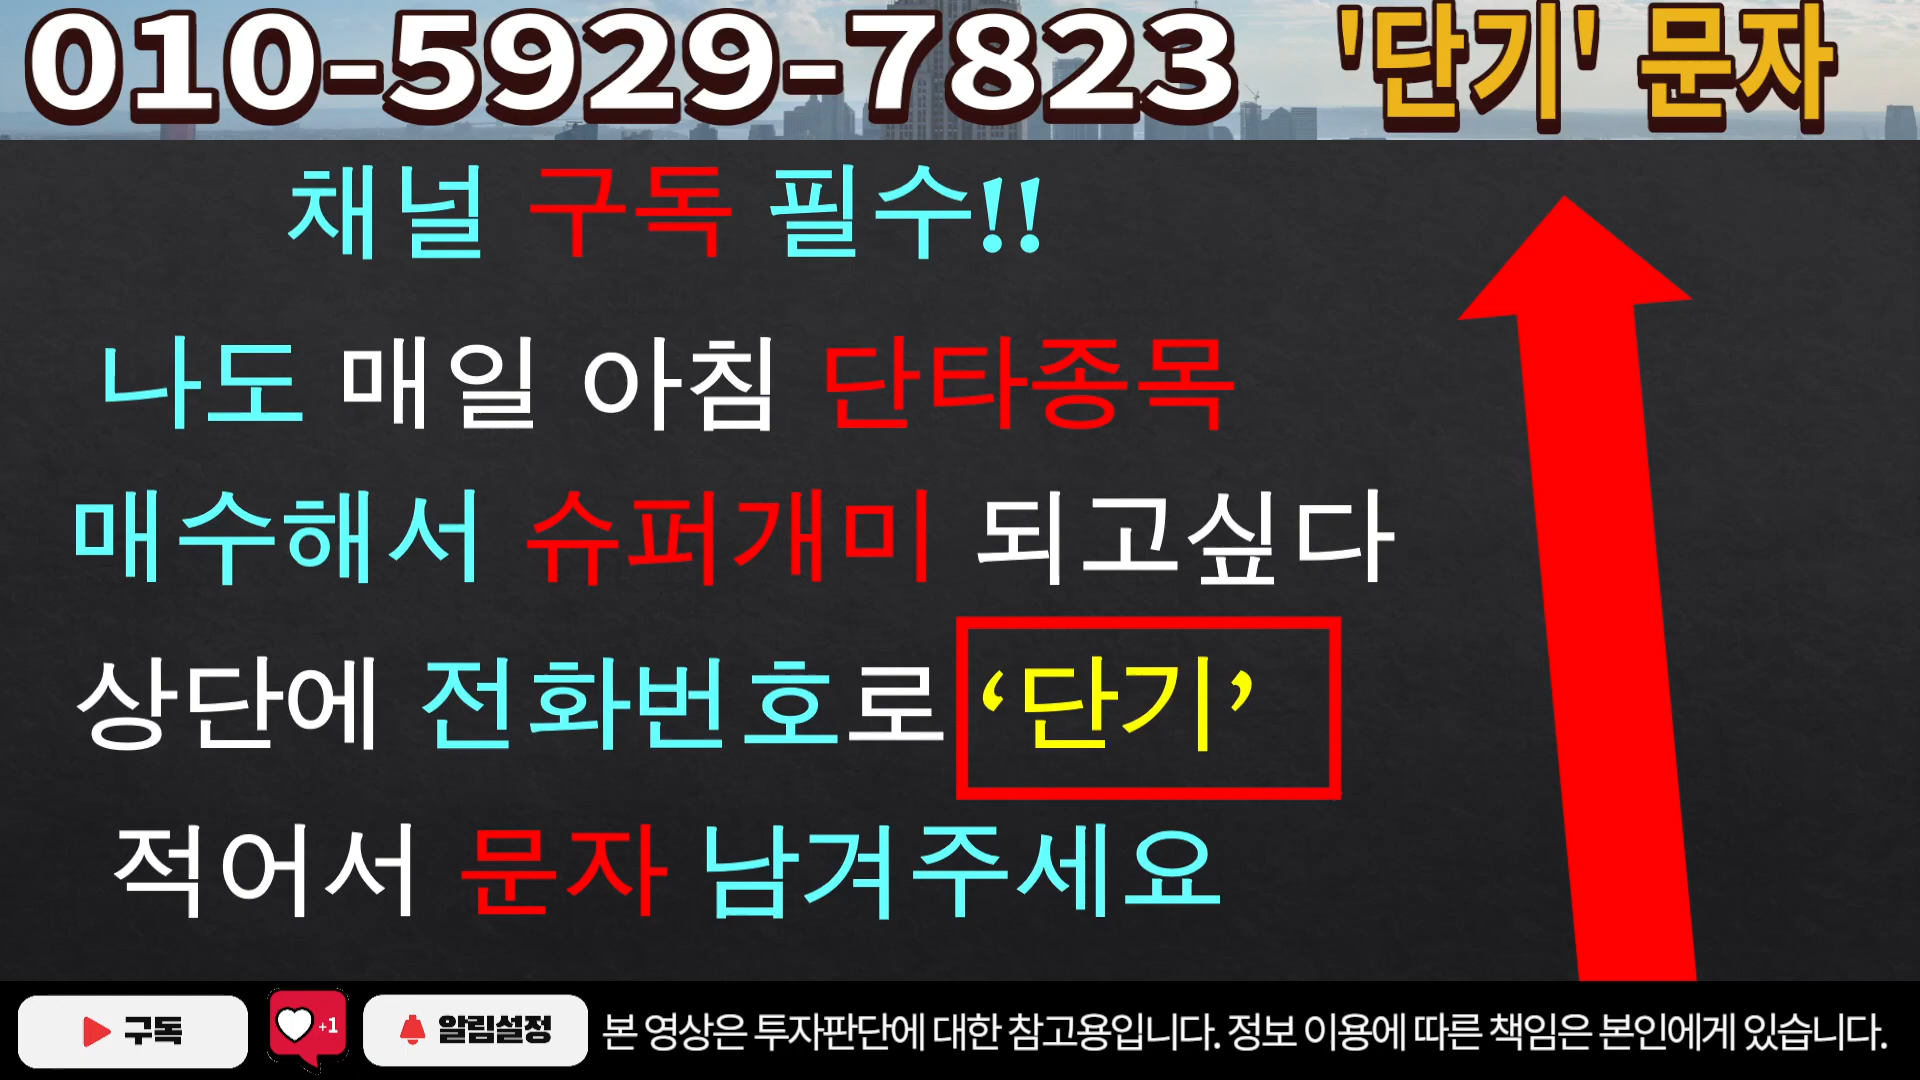 010-5929-7823 '단기' 문자
채널 구독 필수!!
나도 매일 아침 단타종목
매수해서 슈퍼개미 되고싶다
상단에 전화번호로 ‘단기’
적어서 문자 남겨주세요
구독 +1 알림설정 본 영상은 투자판단에 대한 참고용입니다. 정보 이용에 따른 책임은 본인에게 있습니다.